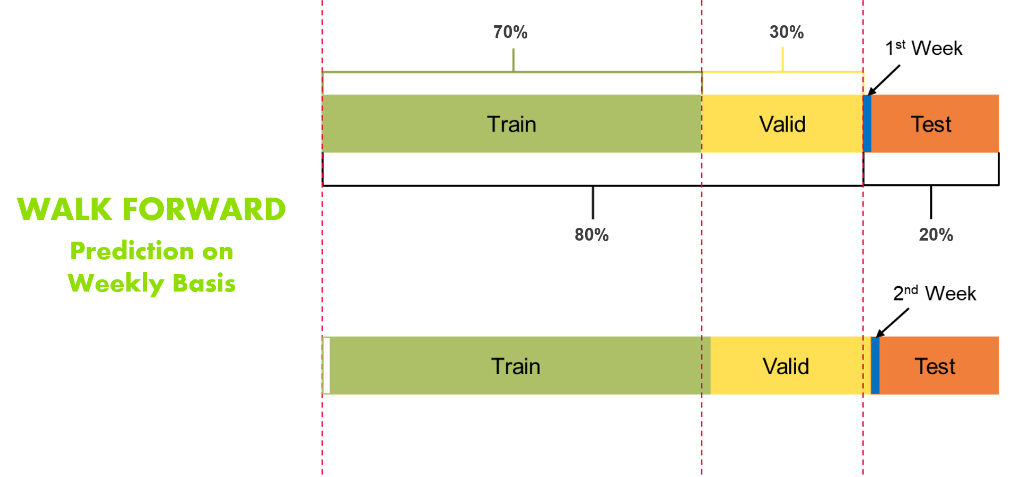 70%
30%
1st Week
Train
Valid
Test
WALK FORWARD
Prediction on
Weekly Basis
80%
20%
2nd Week
Train
Valid
Test